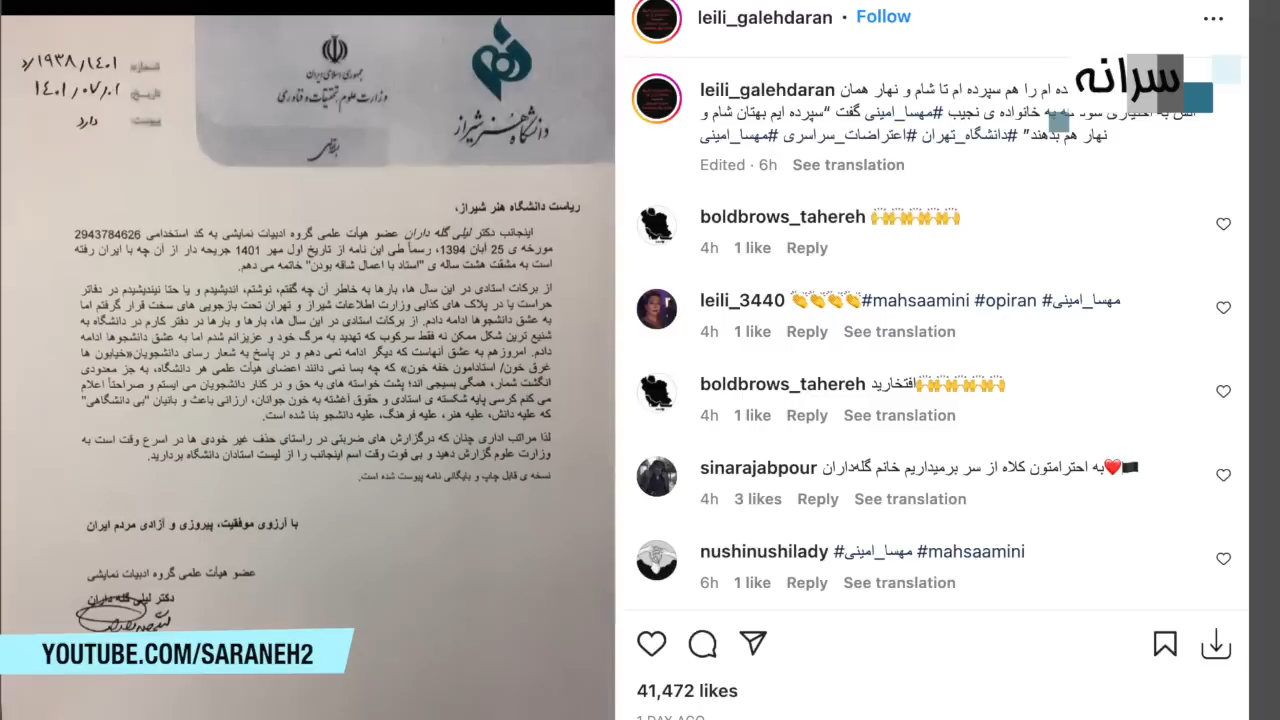 شماره ۱۴۰۱/۱۹۳۸/د
تاریخ ۱۴۰۱/۰۷/۰۲
پیوست دارد
جمهوری اسلامی ایران
وزارت علوم تحقیقات و فناوری
دانشگاه هنر شیراز
ریاست دانشگاه هنر شیراز،
اینجانب دکتر لیلی گله داران عضو هیأت علمی گروه ادبیات نمایشی به کد استخدامی 2943784626
مورخه ی 25 آبان 1394، رسماً طی این نامه از تاریخ اول مهر 1401 جریحه دار از آن چه با ایران رفته
است به مشقت هشت ساله ی "استاد با اعمال شاقه بودن" خاتمه می دهم.
از برکات استادی در این سال ها، بارها به خاطر آن چه گفتم، نوشتم، اندیشیدم و یا حتا نیندیشیدم در دفاتر
حراست یا در پلاک های کذایی وزارت اطلاعات شیراز و تهران تحت بازجویی های سخت قرار گرفتم اما
به عشق دانشجوها ادامه دادم. از برکات استادی در این سال ها، بارها و بارها در دفتر کارم در دانشگاه به
شنیع ترین شکل ممکن نه فقط سرکوب که تهدید به مرگ خود و عزیزانم شدم اما به عشق دانشجوها ادامه
دادم. امروزهم به عشق آنهاست که دیگر ادامه نمی دهم و در پاسخ به شعار رسای دانشجویان«خیابون ها
غرق خون/ استادامون خفه خون» که چه بسا نمی دانند اعضای هیأت علمی هر دانشگاه، به جز معدودی
انگشت شمار، همگی بسیجی اند؛ پشت خواسته های به حق و در کنار دانشجویان می ایستم و صراحتاً اعلام
می کنم کرسی پایه شکسته ی استادی و حقوق آغشته به خون جوانان، ارزانی باعث و بانیان "بی دانشگاهی"
که علیه دانش، علیه هنر، علیه فرهنگ، علیه دانشجو بنا شده است.
لذا مراتب اداری چنان که درگزارش های ضربتی در راستای حذف غیر خودی ها در اسرع وقت است به
وزارت علوم گزارش دهید و بی فوت وقت اسم اینجانب را از لیست استادان دانشگاه بردارید.
نسخه ی قابل چاپ و بایگانی نامه پیوست شده است.
با آرزوی موفقیت، پیروزی و آزادی مردم ایران
عضو هیأت علمی گروه ادبیات نمایشی
دکتر لیلی گله داران
YOUTUBE.COM/SARANEH2
leili_galehdaran • Follow
سرانه
leili_galehdaran ده ام را هم سپرده ام تا شام و نهار همان
به خانواده ی نجیب #مهسا_امینی گفت "سپرده ایم بهتان شام و
نهار هم بدهند" #دانشگاه_تهران #اعتراضات_سراسری #مهسا_امینی
Edited · 6h See translation
boldbrows_tahereh 🙌🙌🙌🙌🙌
4h 1 like Reply
leili_3440 👏👏👏👏#mahsaamini #opiran #مهسا_امینی
4h 1 like Reply See translation
boldbrows_tahereh افتخارید🙌🙌🙌🙌🙌
4h 1 like Reply See translation
sinarajabpour به احترامتون کلاه از سر برمیداریم خانم گله‌داران❤️🏴
4h 3 likes Reply See translation
nushinushilady #مهسا_امینی #mahsaamini
6h 1 like Reply See translation
41,472 likes
1 DAY AGO